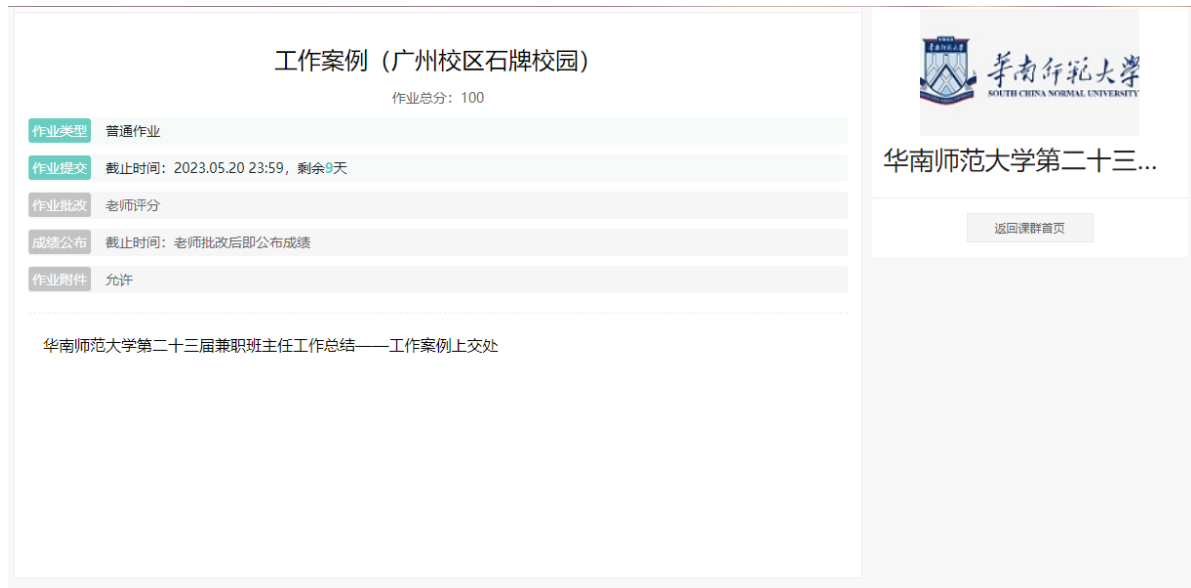 工作案例（广州校区石牌校园）
作业总分：100
作业类型 普通作业
作业提交 截止时间：2023.05.20 23:59，剩余9天
作业批改 老师评分
成绩公布 截止时间：老师批改后即公布成绩
作业附件 允许
华南师范大学第二十三届兼职班主任工作总结——工作案例上交处
華南師範大學
SOUTH CHINA NORMAL UNIVERSITY
华南师范大学第二十三...
返回课群首页